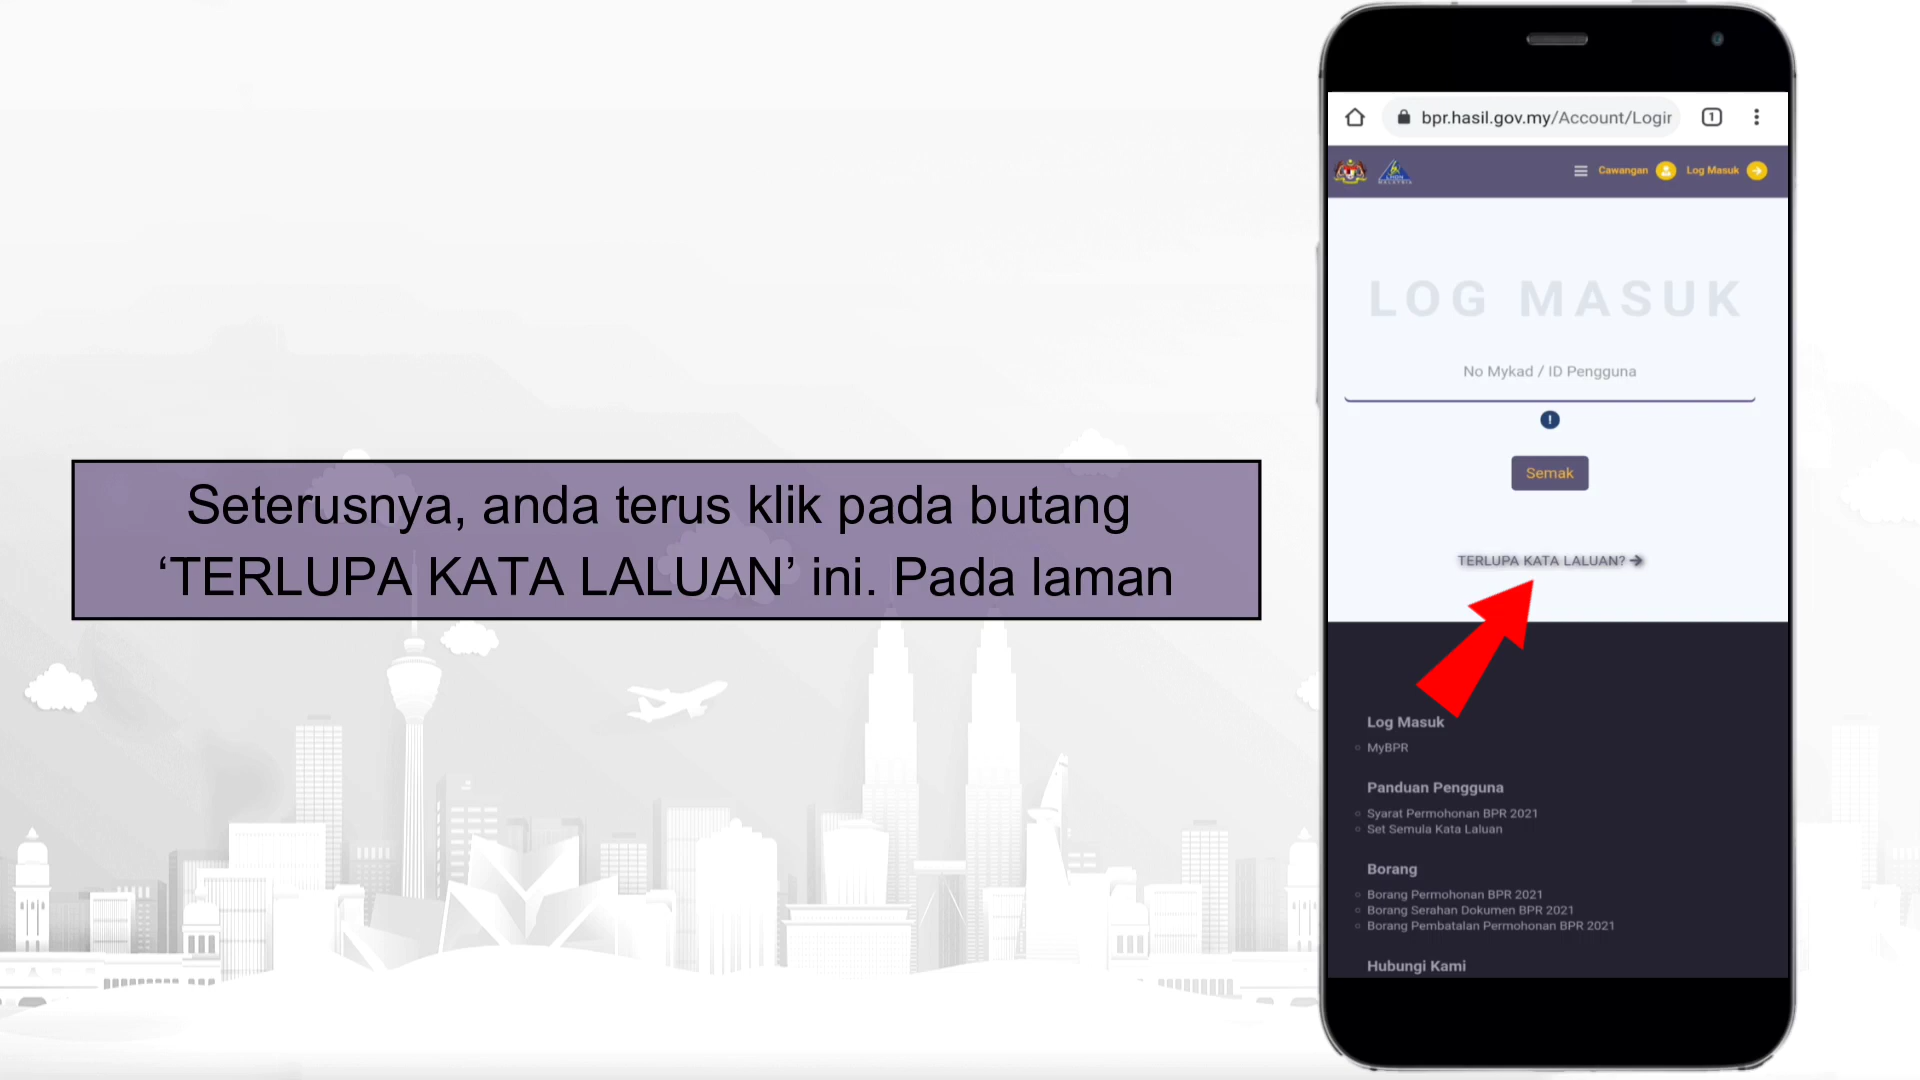 Seterusnya, anda terus klik pada butang
‘TERLUPA KATA LALUAN’ ini. Pada laman
1
bpr.hasil.gov.my/Account/Logir
Cawangan
Log Masuk
LOG MASUK
No Mykad / ID Pengguna
Semak
TERLUPA KATA LALUAN?
Log Masuk
MyBPR
Panduan Pengguna
Syarat Permohonan BPR 2021
Set Semula Kata Laluan
Borang
Borang Permohonan BPR 2021
Borang Serahan Dokumen BPR 2021
Borang Pembatalan Permohonan BPR 2021
Hubungi Kami